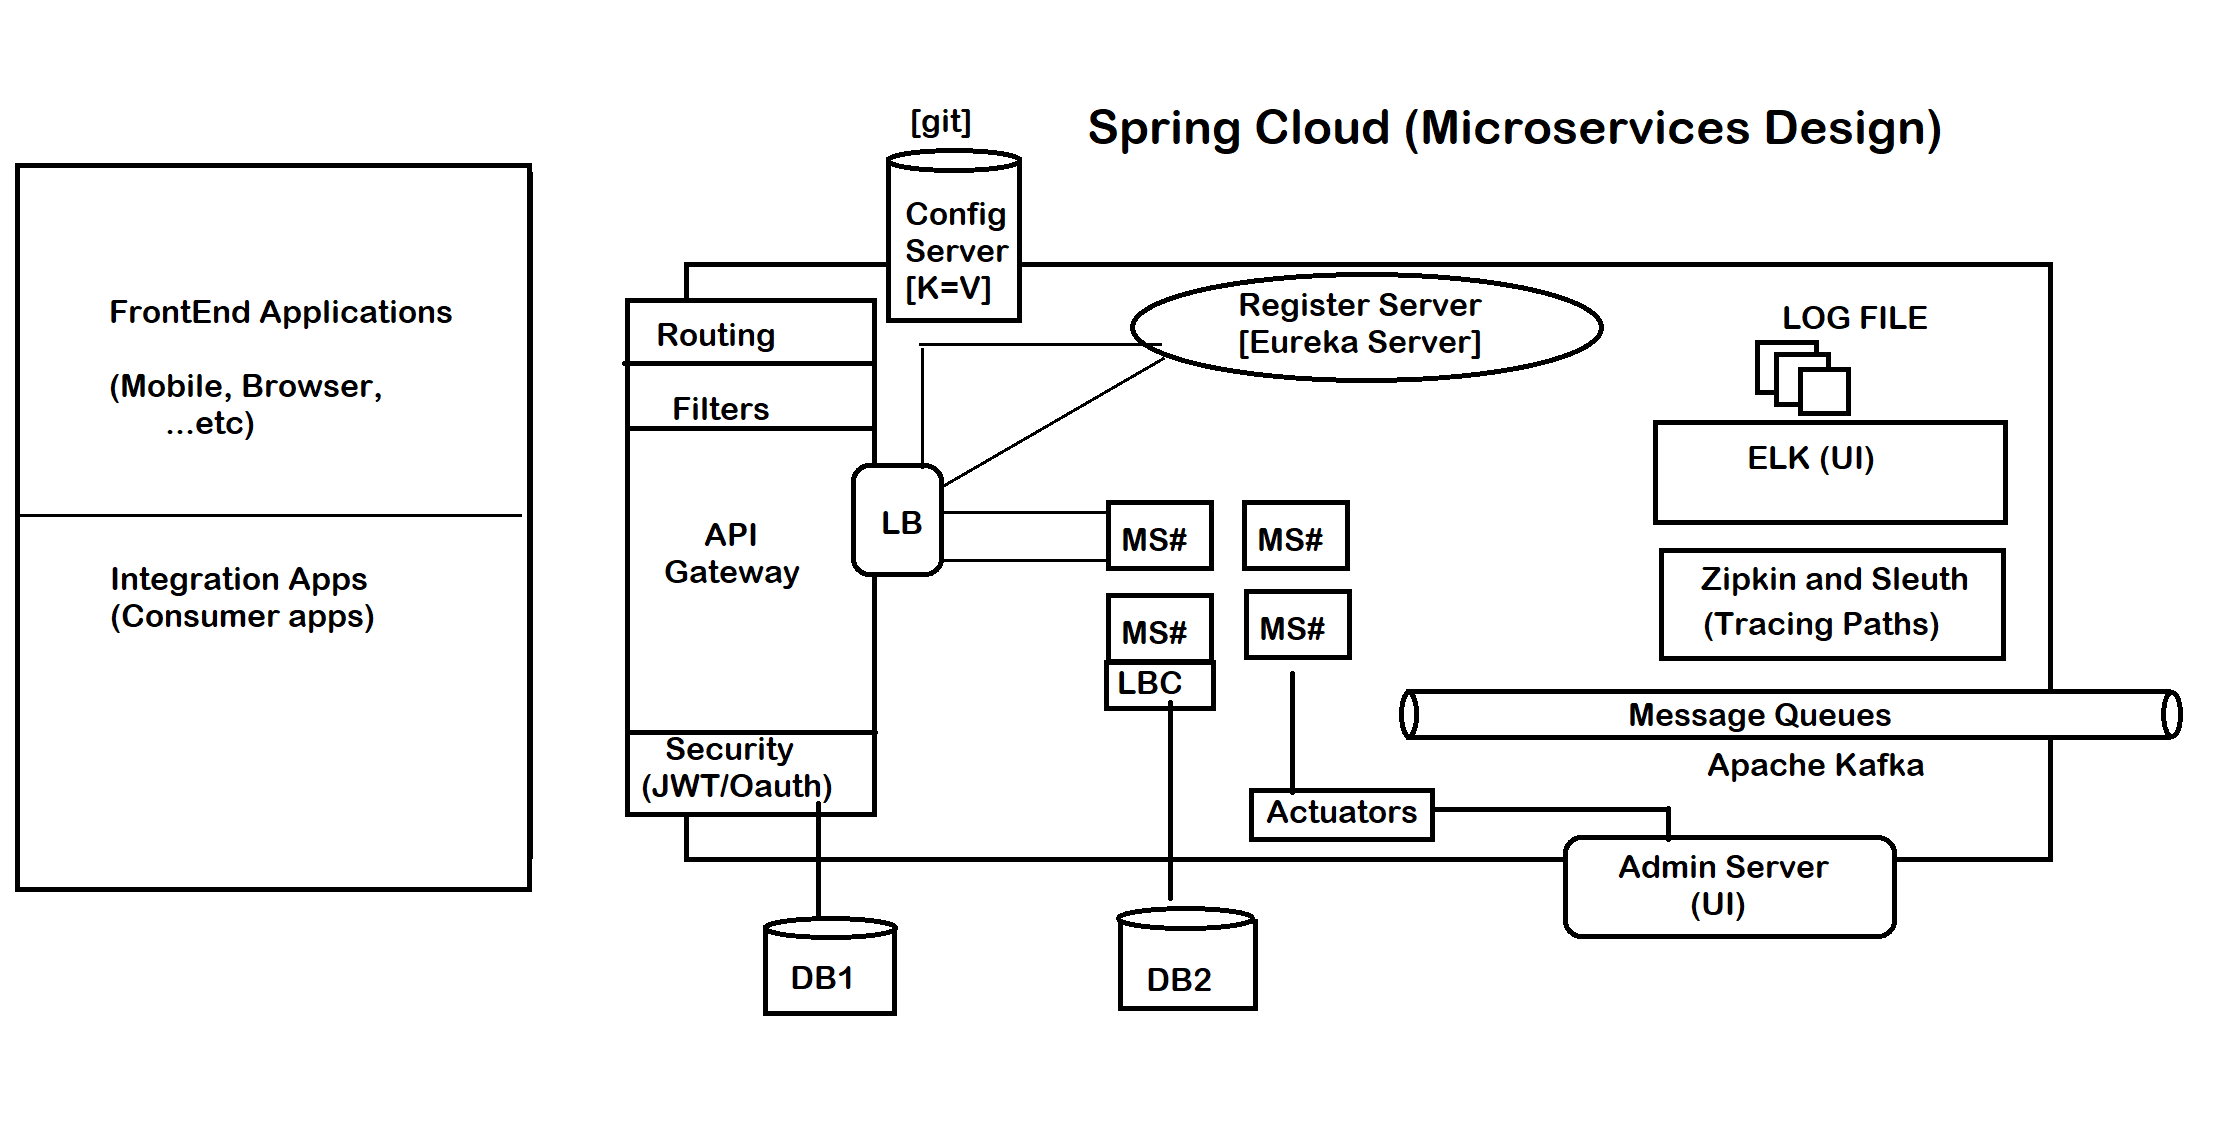 [git]
Spring Cloud (Microservices Design)
Config
Server
[K=V]
FrontEnd Applications
(Mobile, Browser,
...etc)
Integration Apps
(Consumer apps)
Routing
Filters
API
Gateway
Security
(JWT/Oauth)
LB
Register Server
[Eureka Server]
MS#
MS#
MS#
MS#
LBC
LOG FILE
ELK (UI)
Zipkin and Sleuth
(Tracing Paths)
Message Queues
Apache Kafka
Actuators
Admin Server
(UI)
DB1
DB2